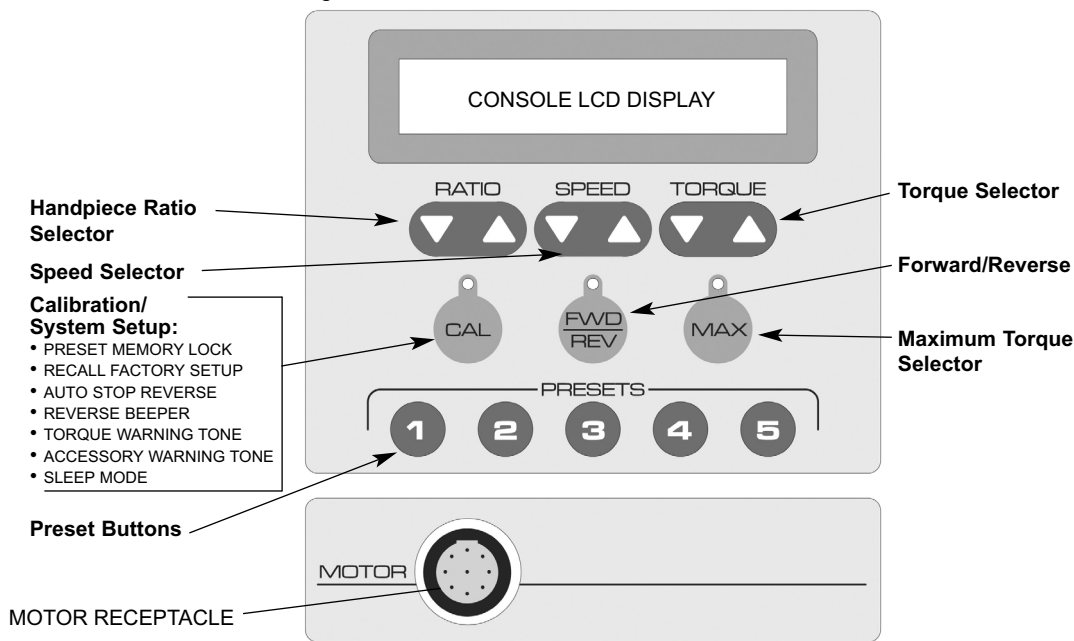 CONSOLE LCD DISPLAY
RATIO SPEED TORQUE
Handpiece Ratio
Selector
Torque Selector
Speed Selector
Forward/Reverse
Calibration/
System Setup:
• PRESET MEMORY LOCK
• RECALL FACTORY SETUP
• AUTO STOP REVERSE
• REVERSE BEEPER
• TORQUE WARNING TONE
• ACCESSORY WARNING TONE
• SLEEP MODE
CAL
FWD
REV
MAX
Maximum Torque
Selector
PRESETS
1 2 3 4 5
Preset Buttons
MOTOR
MOTOR RECEPTACLE